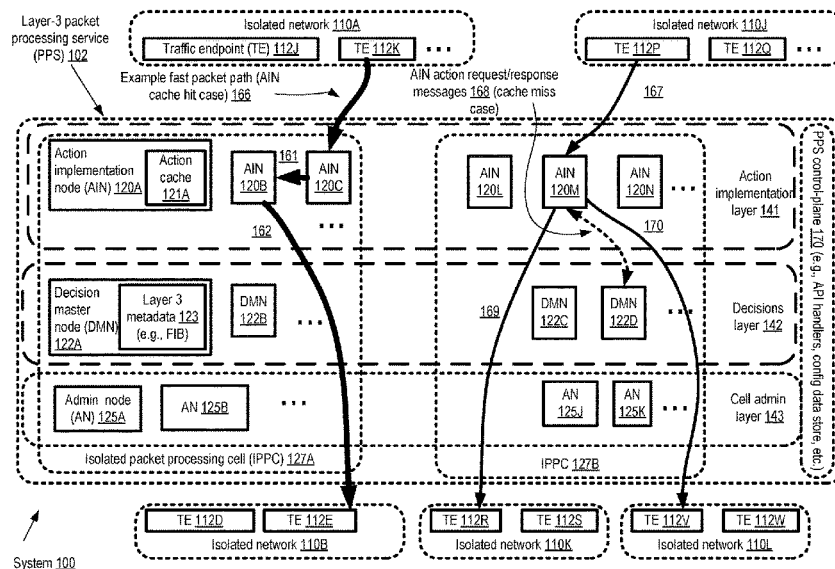 Layer-3 packet
processing service
(PPS) 102
Isolated network 110A
Traffic endpoint (TE) 112J
TE 112K
...
Isolated network 110J
TE 112P
TE 112Q
...
Example fast packet path (AIN
cache hit case) 166
AIN action request/response
messages 168 (cache miss
case)
167
Action
implementation
node (AIN) 120A
Action
cache
121A
AIN
120B
161
AIN
120C
...
162
AIN
120L
AIN
120M
AIN
120N
...
170
Action
implementation
layer 141
PPS control-plane 170 (e.g., API
handlers, config data
store, etc.)
Decision
master
node (DMN)
122A
Layer 3
metadata 123
(e.g., FIB)
DMN
122B
...
169
DMN
122C
DMN
122D
...
Decisions
layer 142
Admin node
(AN) 125A
AN 125B
...
AN
125J
AN
125K
...
Cell admin
layer 143
Isolated packet processing cell (IPPC) 127A
IPPC 127B
TE 112D
TE 112E
Isolated network 110B
TE 112R
TE 112S
Isolated network 110K
TE 112V
TE 112W
Isolated network 110L
System 100